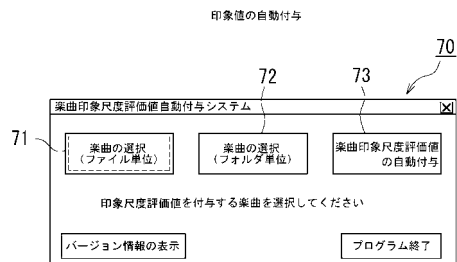 印象値の自動付与
70
72
73
楽曲印象尺度評価値自動付与システム
71
楽曲の選択
(ファイル単位)
楽曲の選択
(フォルダ単位)
楽曲印象尺度評価値
の自動付与
印象尺度評価値を付与する楽曲を選択してください
バージョン情報の表示
プログラム終了